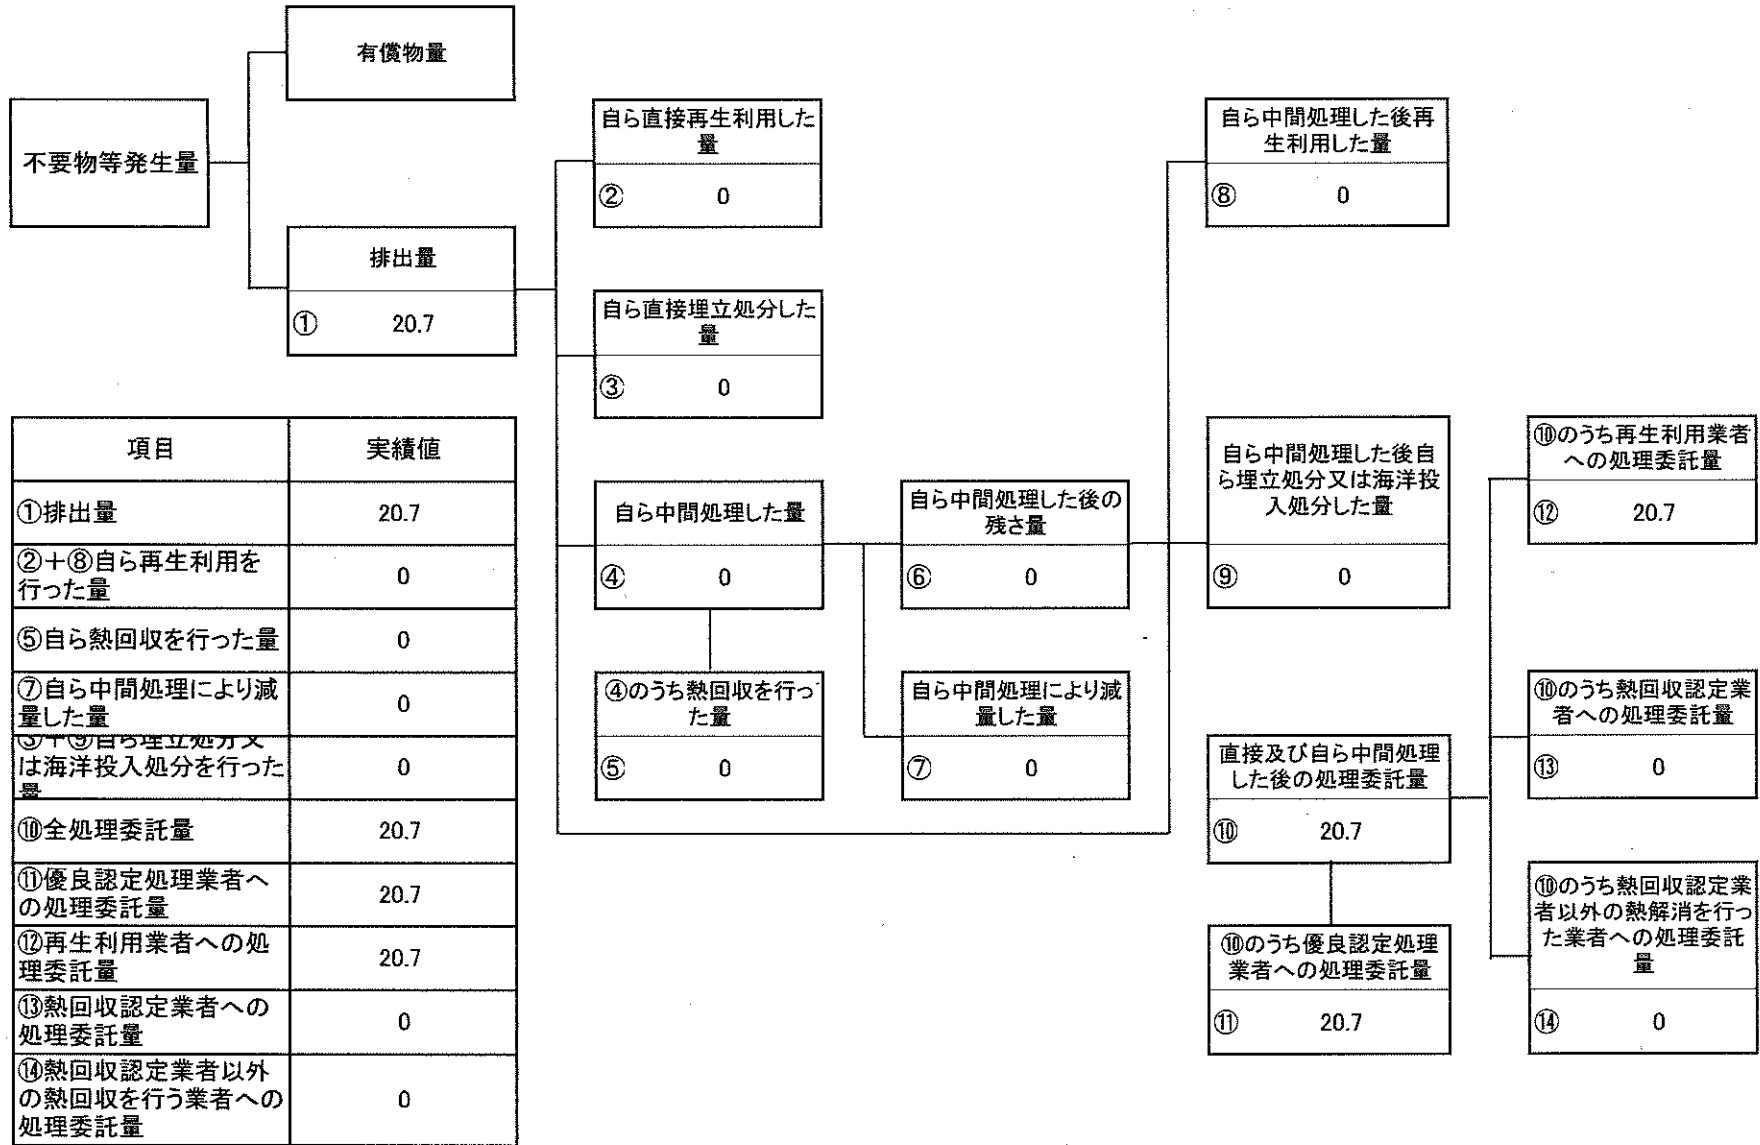 有償物量
不要物等発生量
排出量
① 20.7
自ら直接再生利用した
量
② 0
自ら直接埋立処分した
量
③ 0
自ら中間処理した量
④ 0
④のうち熱回収を行っ
た量
⑤ 0
自ら中間処理した後の
残さ量
⑥ 0
自ら中間処理により減
量した量
⑦ 0
自ら中間処理した後再
生利用した量
⑧ 0
自ら中間処理した後自
ら埋立処分又は海洋投
入処分した量
⑨ 0
直接及び自ら中間処理
した後の処理委託量
⑩ 20.7
⑩のうち優良認定処理
業者への処理委託量
⑪ 20.7
⑩のうち再生利用業者
への処理委託量
⑫ 20.7
⑩のうち熱回収認定業
者への処理委託量
⑬ 0
⑩のうち熱回収認定業
者以外の熱解消を行っ
た業者への処理委託
量
⑭ 0
項目 実績値
①排出量 20.7
②＋⑧自ら再生利用を
行った量 0
⑤自ら熱回収を行った量 0
⑦自ら中間処理により減
量した量 0
③＋⑨自ら埋立処分又
は海洋投入処分を行った
量 0
⑩全処理委託量 20.7
⑪優良認定処理業者へ
の処理委託量 20.7
⑫再生利用業者への処
理委託量 20.7
⑬熱回収認定業者への
処理委託量 0
⑭熱回収認定業者以外
の熱回収を行う業者への
処理委託量 0